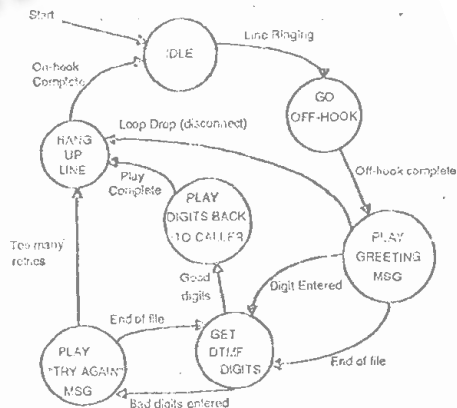 Start
Line Ringing
IDLE
On-hook
Complete
GO
OFF-HOOK
Loop Drop (disconnect)
HANG
UP
LINE
Play
Complete
Off-hook complete
PLAY
DIGITS BACK
TO CALLER
PLAY
GREETING
MSG
Too many
retries
Good
digits
Digit Entered
End of file
GET
DTMF
DIGITS
End of file
PLAY
"TRY AGAIN"
MSG
Bad digits entered